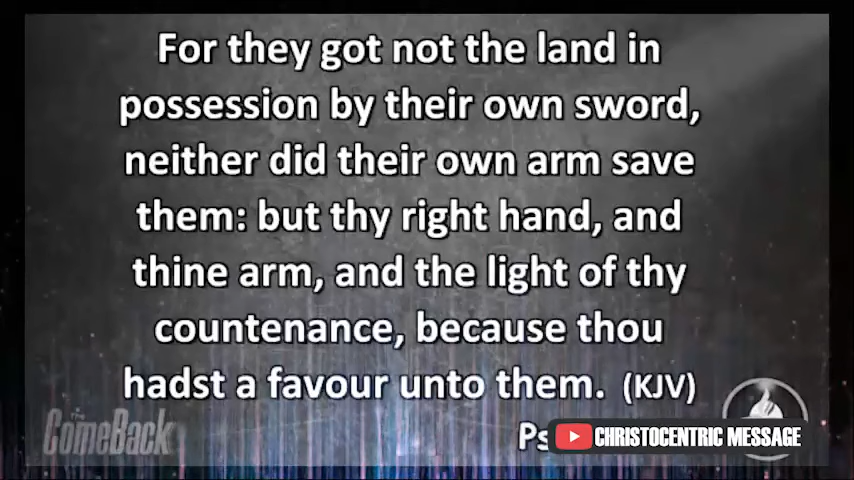 For they got not the land in
possession by their own sword,
neither did their own arm save
them: but thy right hand, and
thine arm, and the light of thy
countenance, because thou
hadst a favour unto them. (KJV)
The
ComeBack
CHRISTOCENTRIC MESSAGE